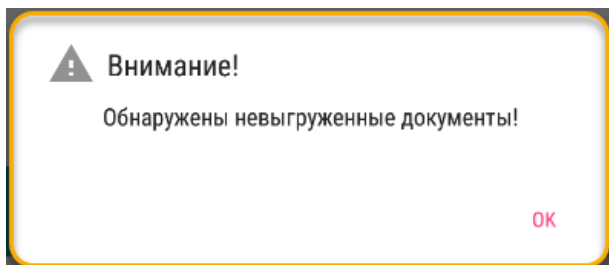 Внимание!
Обнаружены невыгруженные документы!
OK